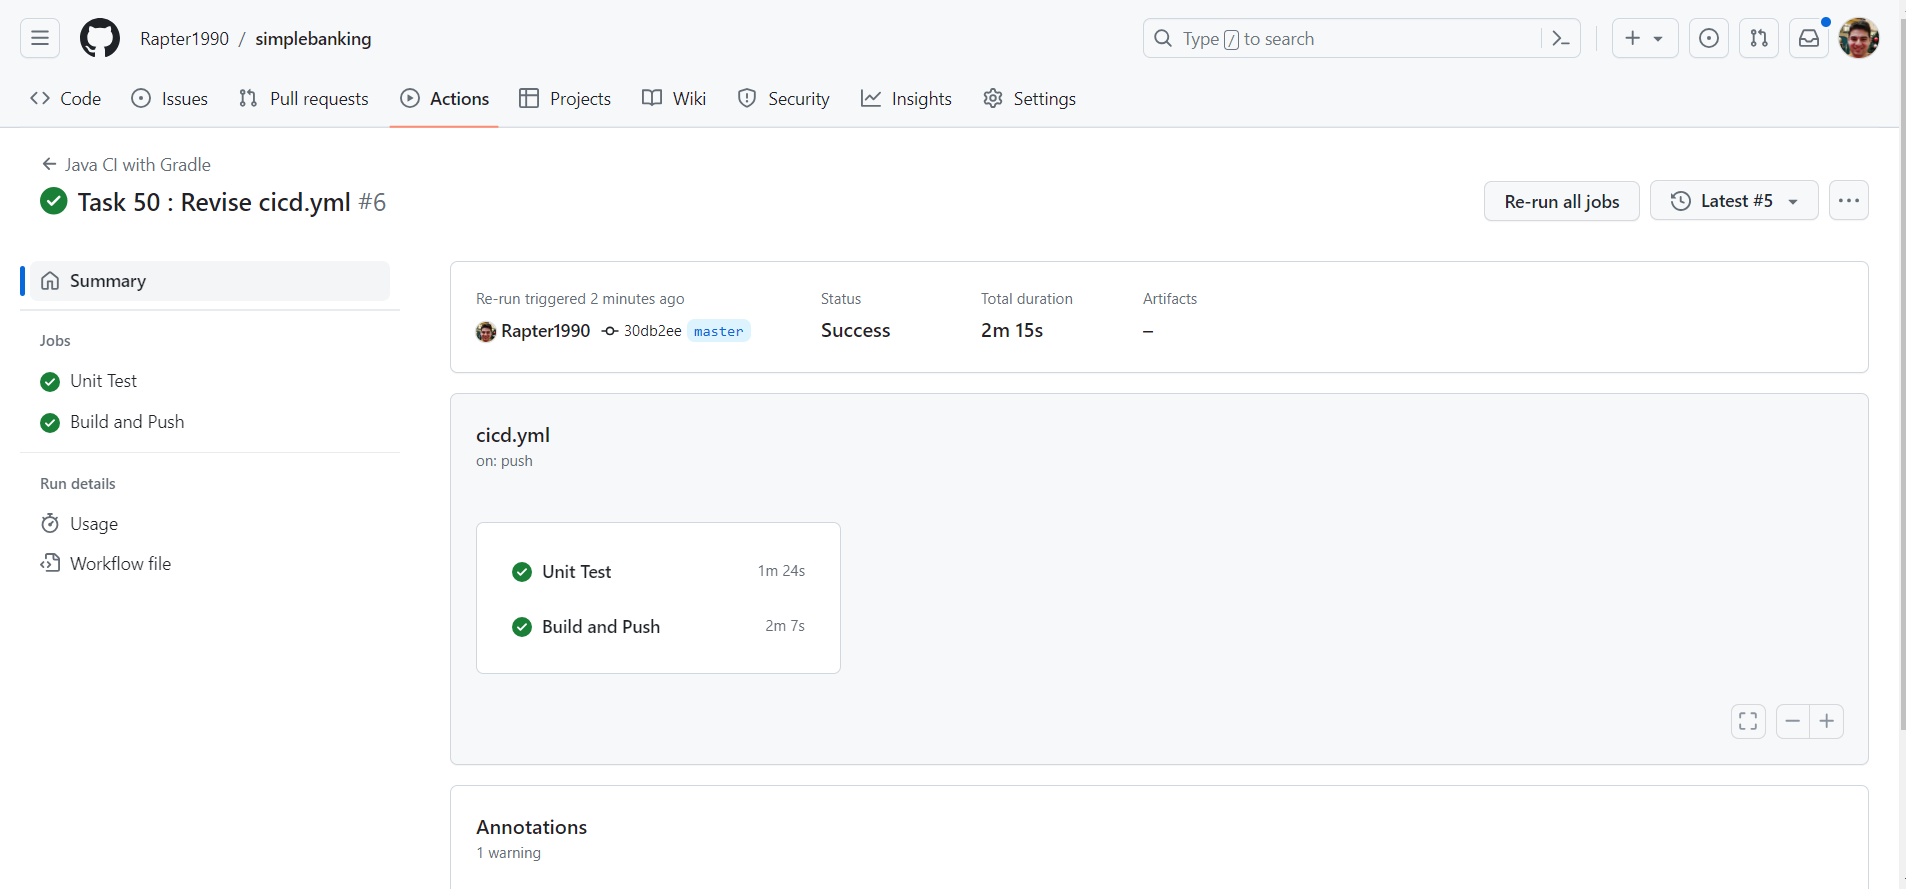 Rapter1990 / simplebanking
Type / to search
Code Issues Pull requests Actions Projects Wiki Security Insights Settings
Java CI with Gradle
Task 50 : Revise cicd.yml #6
Re-run all jobs
Latest #5
Summary
Jobs
Unit Test
Build and Push
Run details
Usage
Workflow file
Re-run triggered 2 minutes ago
Rapter1990 30db2ee master
Status
Success
Total duration
2m 15s
Artifacts
–
cicd.yml
on: push
Unit Test 1m 24s
Build and Push 2m 7s
Annotations
1 warning